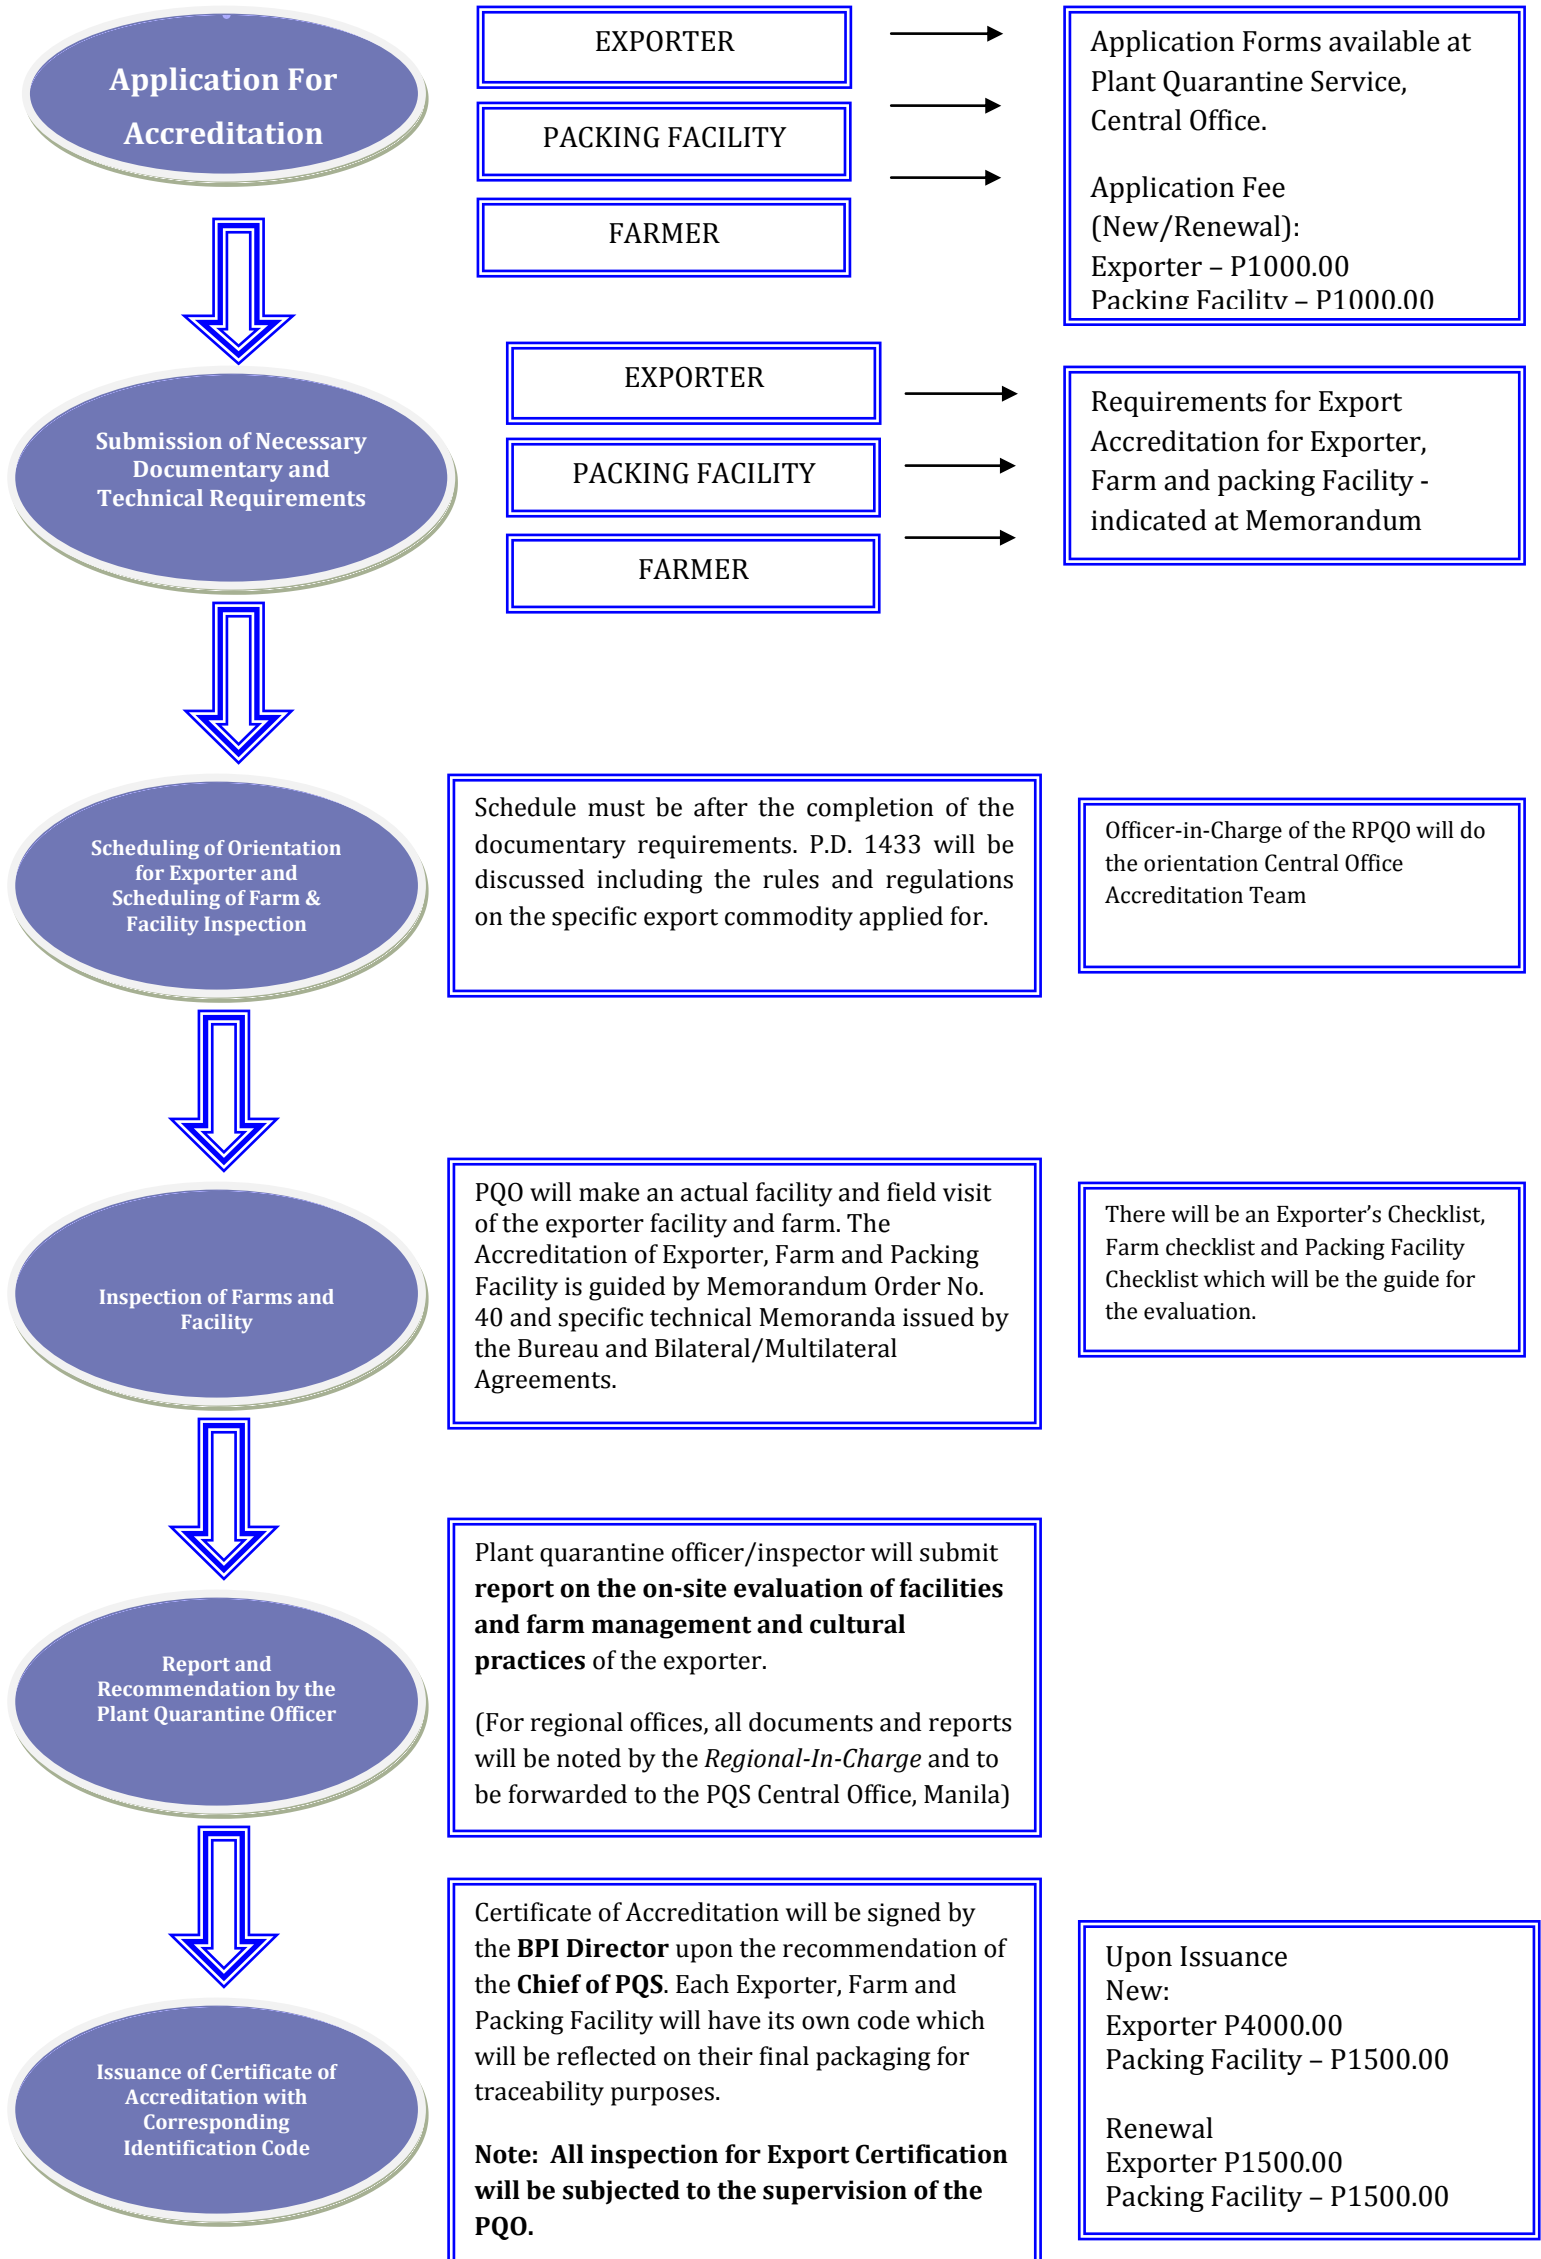 Application For
Accreditation
EXPORTER
PACKING FACILITY
FARMER
Application Forms available at
Plant Quarantine Service,
Central Office.
Application Fee
(New/Renewal):
Exporter – P1000.00
Packing Facility – P1000.00
Submission of Necessary
Documentary and
Technical Requirements
EXPORTER
PACKING FACILITY
FARMER
Requirements for Export
Accreditation for Exporter,
Farm and packing Facility -
indicated at Memorandum
Scheduling of Orientation
for Exporter and
Scheduling of Farm &
Facility Inspection
Schedule must be after the completion of the
documentary requirements. P.D. 1433 will be
discussed including the rules and regulations
on the specific export commodity applied for.
Officer-in-Charge of the RPQO will do
the orientation Central Office
Accreditation Team
Inspection of Farms and
Facility
PQO will make an actual facility and field visit
of the exporter facility and farm. The
Accreditation of Exporter, Farm and Packing
Facility is guided by Memorandum Order No.
40 and specific technical Memoranda issued by
the Bureau and Bilateral/Multilateral
Agreements.
There will be an Exporter’s Checklist,
Farm checklist and Packing Facility
Checklist which will be the guide for
the evaluation.
Report and
Recommendation by the
Plant Quarantine Officer
Plant quarantine officer/inspector will submit
report on the on-site evaluation of facilities
and farm management and cultural
practices of the exporter.
(For regional offices, all documents and reports
will be noted by the Regional-In-Charge and to
be forwarded to the PQS Central Office, Manila)
Issuance of Certificate of
Accreditation with
Corresponding
Identification Code
Certificate of Accreditation will be signed by
the BPI Director upon the recommendation of
the Chief of PQS. Each Exporter, Farm and
Packing Facility will have its own code which
will be reflected on their final packaging for
traceability purposes.
Note:  All inspection for Export Certification
will be subjected to the supervision of the
PQO.
Upon Issuance
New:
Exporter P4000.00
Packing Facility – P1500.00
Renewal
Exporter P1500.00
Packing Facility – P1500.00